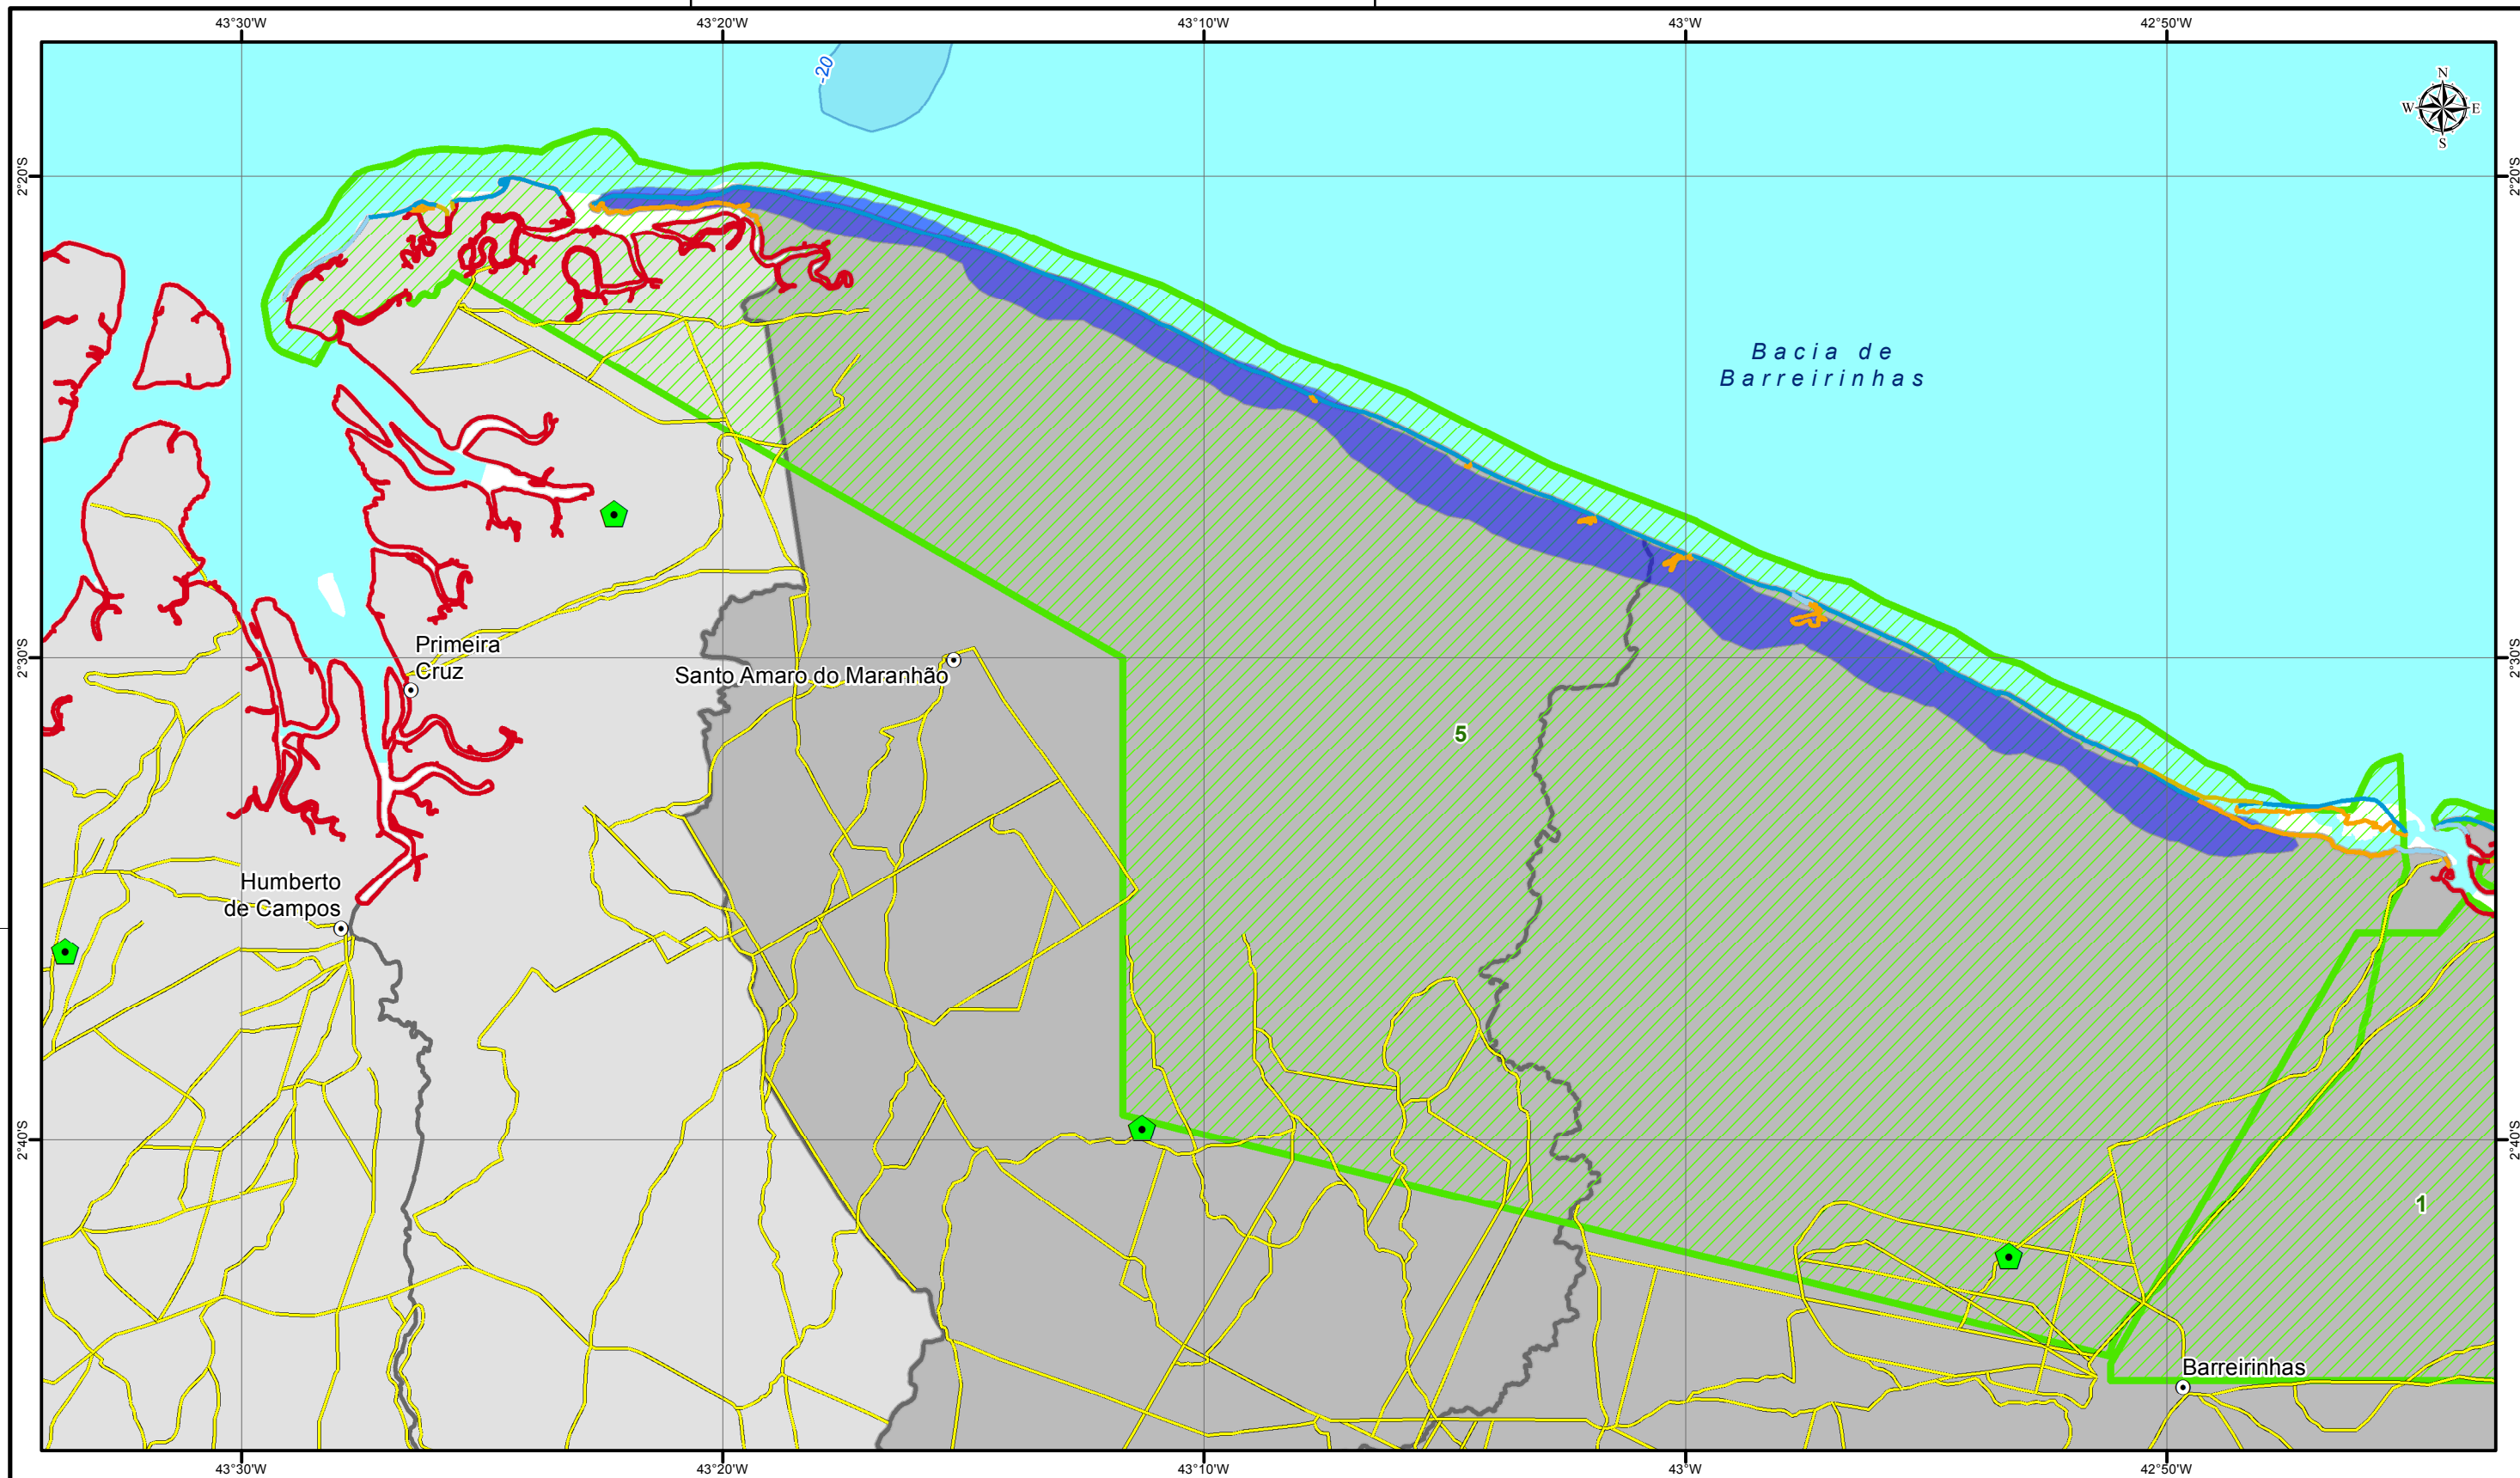 43°30'W
43°20'W
43°10'W
43°W
42°50'W
-20
N
W
E
S
2°20'S
2°20'S
Bacia de
Barreirinhas
Primeira
Cruz
2°30'S
2°30'S
Santo Amaro do Maranhão
5
Humberto
de Campos
2°40'S
2°40'S
1
Barreirinhas
43°30'W
43°20'W
43°10'W
43°W
42°50'W